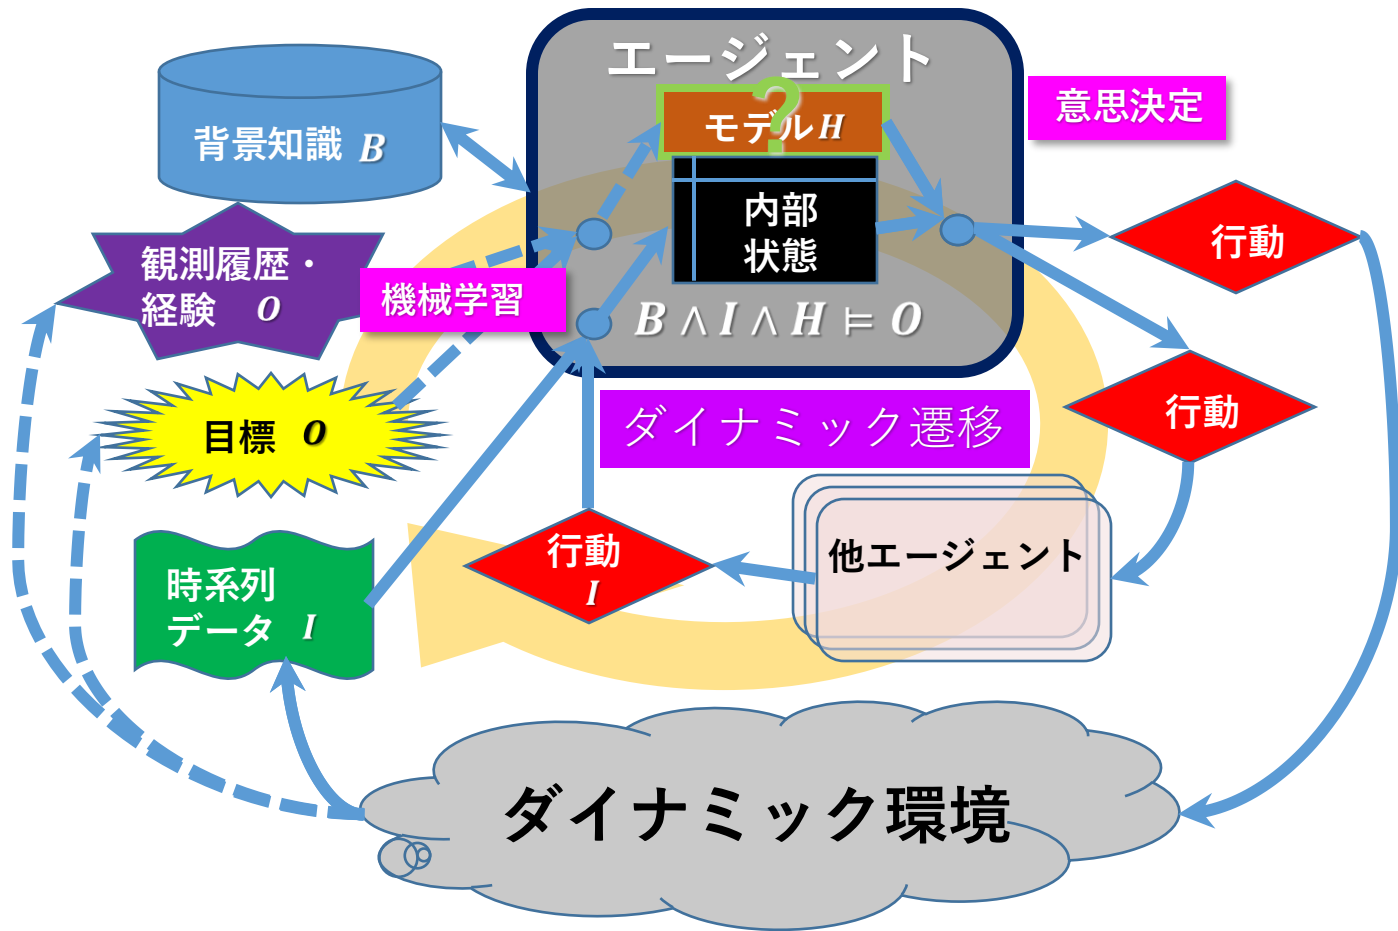 エージェント
?
モデルH
意思決定
背景知識 B
内部
状態
行動
観測履歴・
経験 O
機械学習
B ∧ I ∧ H ⊨ O
目標 O
ダイナミック遷移
行動
行動
I
他エージェント
時系列
データ I
ダイナミック環境